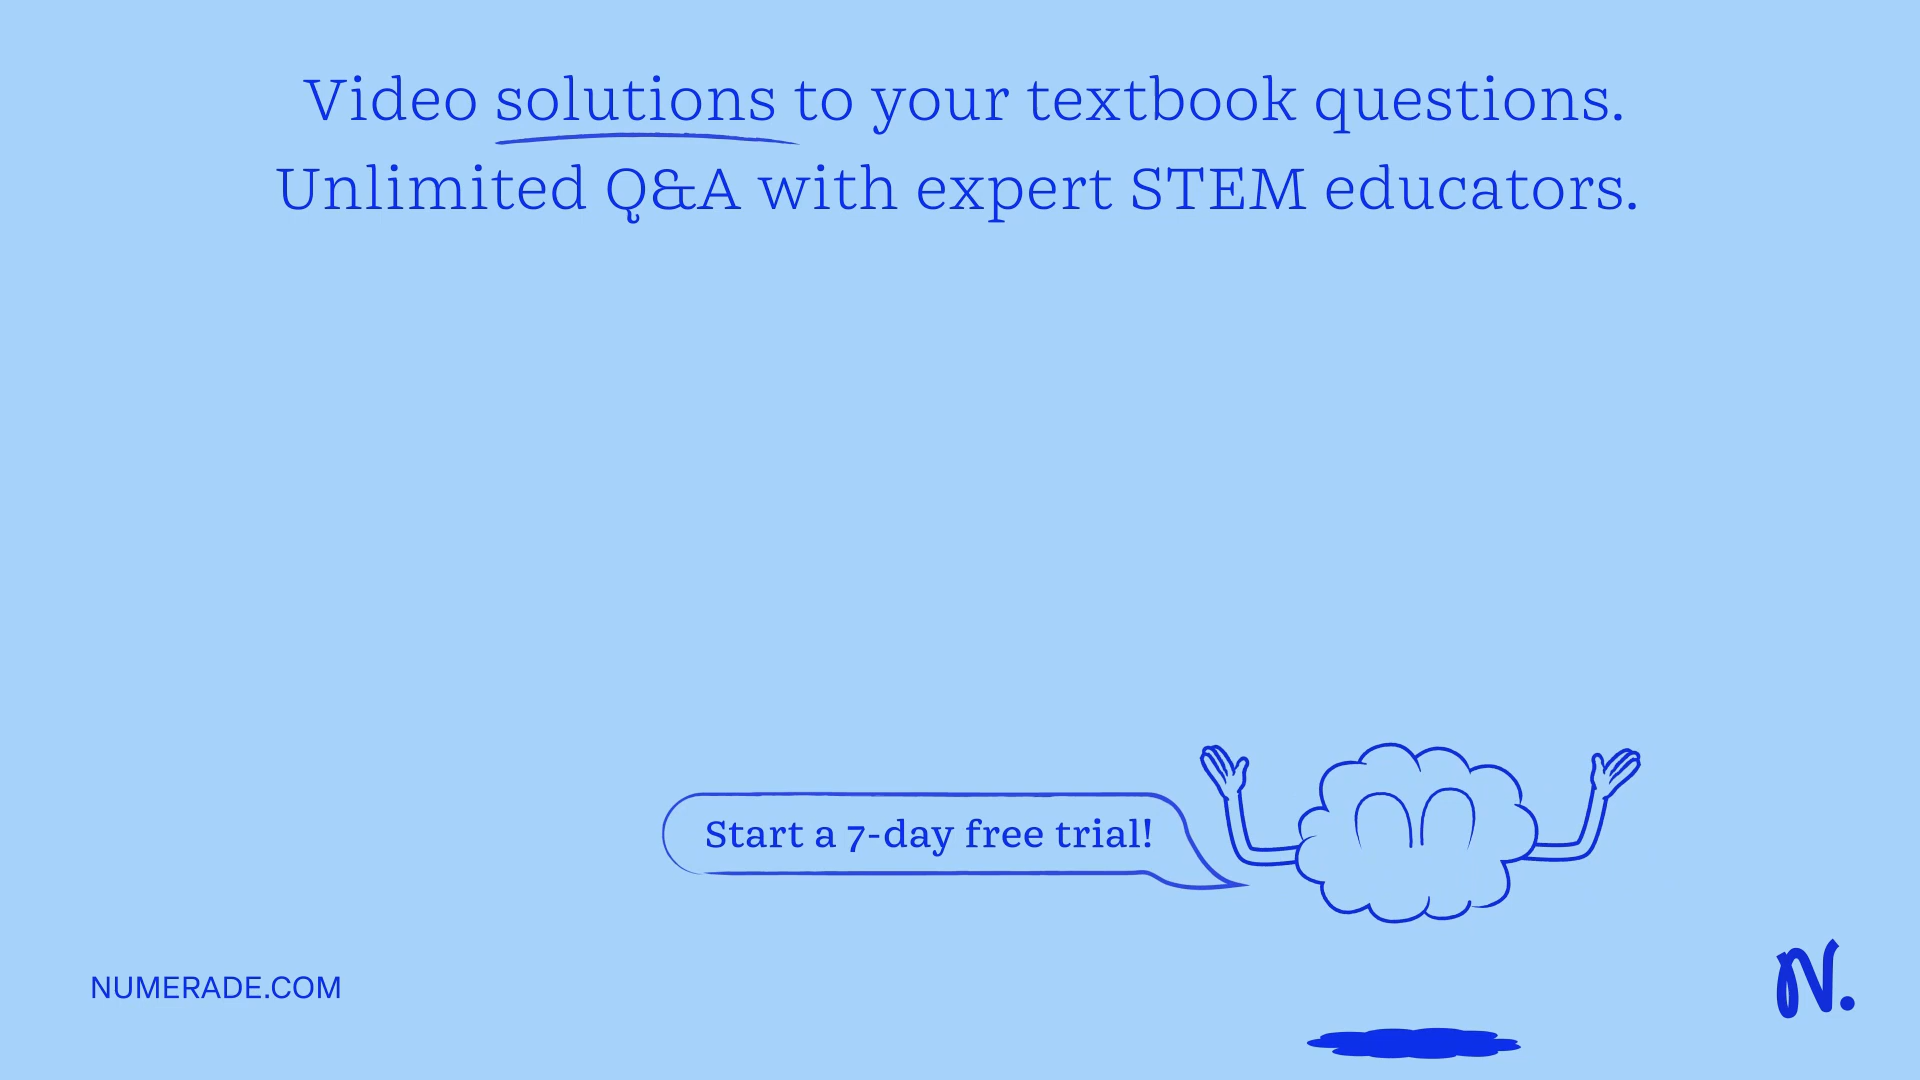 Video solutions to your textbook questions.
Unlimited Q&A with expert STEM educators.
Start a 7-day free trial!
NUMERADE.COM
N.